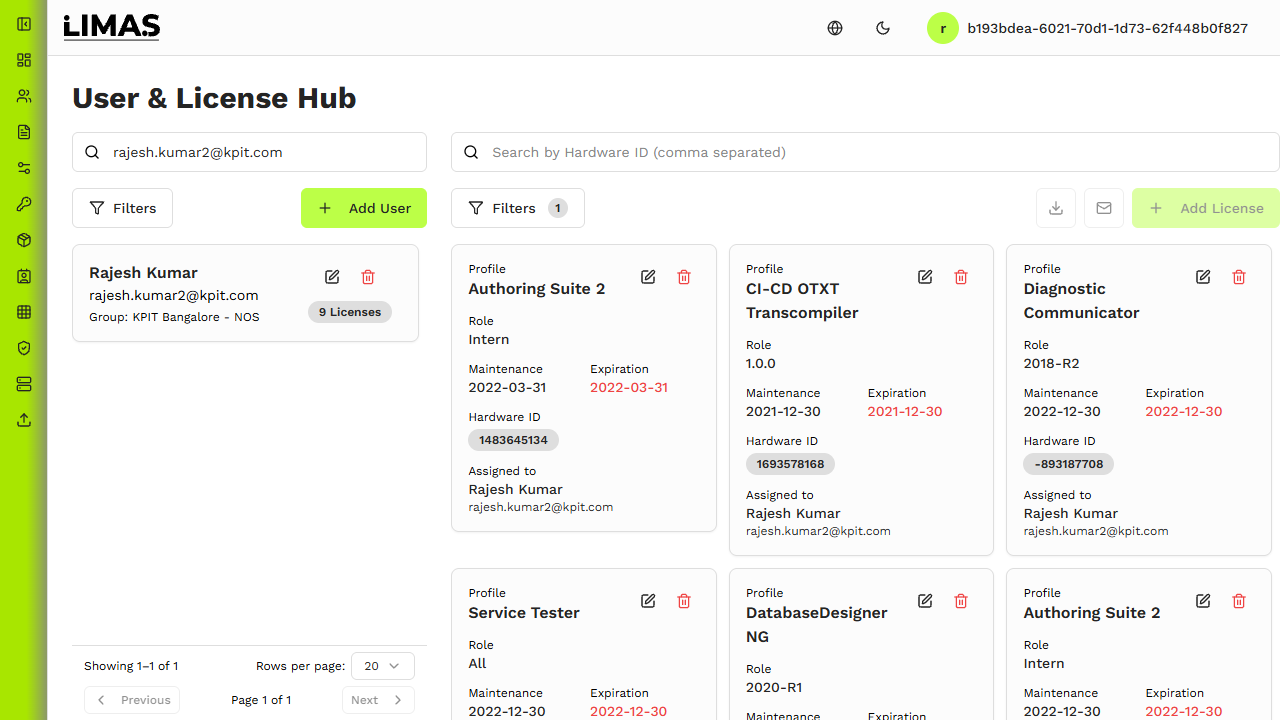 LIMAS
r
b193bdea-6021-70d1-1d73-62f448b0f827
User & License Hub
rajesh.kumar2@kpit.com
Search by Hardware ID (comma separated)
Filters
Add User
Filters 1
Add License
Rajesh Kumar
rajesh.kumar2@kpit.com
Group: KPIT Bangalore - NOS
9 Licenses
Showing 1–1 of 1
Rows per page: 20
Previous
Page 1 of 1
Next
Profile
Authoring Suite 2
Role
Intern
Maintenance Expiration
2022-03-31 2022-03-31
Hardware ID
1483645134
Assigned to
Rajesh Kumar
rajesh.kumar2@kpit.com
Profile
CI-CD OTXT
Transcompiler
Role
1.0.0
Maintenance Expiration
2021-12-30 2021-12-30
Hardware ID
1693578168
Assigned to
Rajesh Kumar
rajesh.kumar2@kpit.com
Profile
Diagnostic
Communicator
Role
2018-R2
Maintenance Expiration
2022-12-30 2022-12-30
Hardware ID
-893187708
Assigned to
Rajesh Kumar
rajesh.kumar2@kpit.com
Profile
Service Tester
Role
All
Maintenance Expiration
2022-12-30 2022-12-30
Profile
DatabaseDesigner
NG
Role
2020-R1
Maintenance Expiration
Profile
Authoring Suite 2
Role
Intern
Maintenance Expiration
2022-12-30 2022-12-30